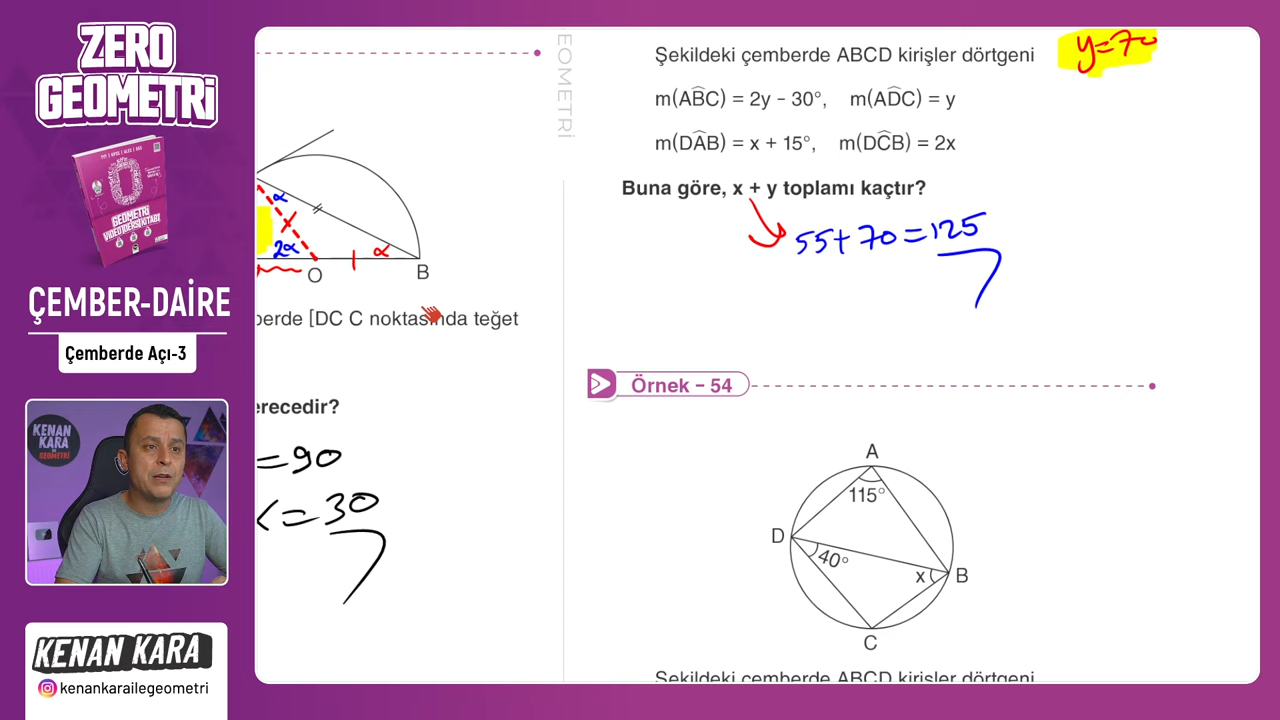 ZERO
GEOMETRİ
GEOMETRİ
VİDEO DERS KİTABI
ÇEMBER-DAİRE
Çemberde Açı-3
KENAN
KARA
GEOMETRİ
KENAN KARA
kenankarailegeometri
α
2α
α
O
B
berde [DC C noktasında teğet
erecedir?
=90
=30
EOMETRİ
Şekildeki çemberde ABCD kirişler dörtgeni
y=70
m(ABC) = 2y – 30°, m(ADC) = y
m(DAB) = x + 15°, m(DCB) = 2x
Buna göre, x + y toplamı kaçtır?
55+70=125
Örnek – 54
A
115°
D
40°
x
B
C
Şekildeki çemberde ABCD kirişler dörtgeni